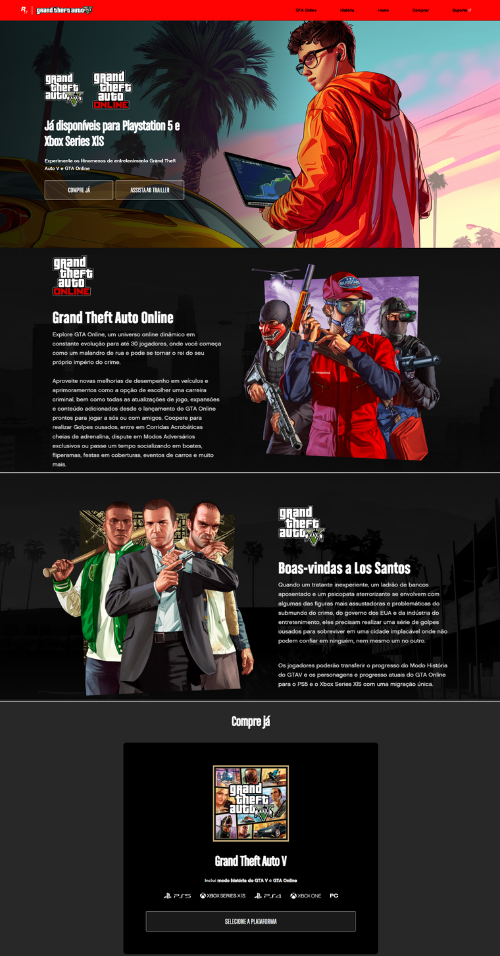 R* | grand theft auto V
GTA Online História Home Comprar Suporte
grand theft auto V
grand theft auto ONLINE
Já disponíveis para Playstation 5 e
Xbox Series X|S
Experimente os fênomenos de entretenimento Grand Theft
Auto V e GTA Online
COMPRE JÁ ASSISTA AO TRAILLER
grand
theft
auto
ONLINE
Grand Theft Auto Online
Explore GTA Online, um universo online dinâmico em
constante evolução para até 30 jogadores, onde você começa
como um malandro de rua e pode se tornar o rei do seu
próprio império do crime.
Aproveite novas melhorias de desempenho em veículos e
aprimoramentos como a opção de escolher uma carreira
criminal, bem como todas as atualizações de jogo, expansões
e conteúdo adicionados desde o lançamento do GTA Online
prontos para jogar a sós ou com amigos. Coopere para
realizar Golpes ousados, entre em Corridas Acrobáticas
cheias de adrenalina, dispute em Modos Adversários
exclusivos ou passe um tempo socializando em boates,
fliperamas, festas em coberturas, eventos de carros e muito
mais.
grand
theft
auto
V
Boas-vindas a Los Santos
Quando um tratante inexperiente, um ladrão de bancos
aposentado e um psicopata aterrorizante se envolvem com
algumas das figuras mais assustadoras e problemáticas do
submundo do crime, do governo dos EUA e da indústria do
entretenimento, eles precisam realizar uma série de golpes
ousados para sobreviver em uma cidade implacável onde não
podem confiar em ninguém, nem mesmo um no outro.
Os jogadores poderão transferir o progresso do Modo História
do GTAV e os personagens e progresso atuais do GTA Online
para o PS5 e o Xbox Series X|S com uma migração única.
Compre já
grand
theft
auto
V
Grand Theft Auto V
Inclui modo história do GTA V e GTA Online
PS5 XBOX SERIES X|S PS4 XBOX ONE PC
SELECIONE A PLATAFORMA